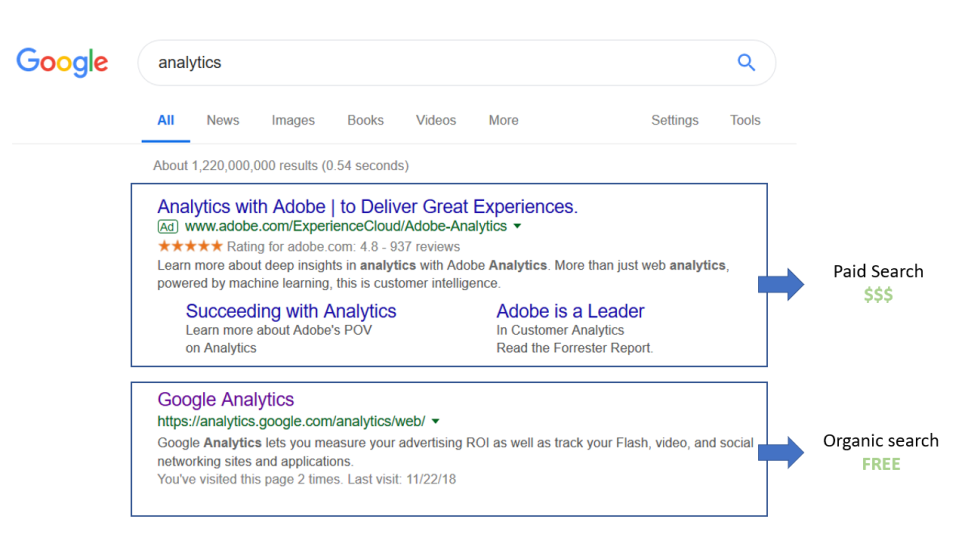 Google
analytics
All News Images Books Videos More Settings Tools
About 1,220,000,000 results (0.54 seconds)
Analytics with Adobe | to Deliver Great Experiences.
Ad www.adobe.com/ExperienceCloud/Adobe-Analytics
Rating for adobe.com: 4.8 - 937 reviews
Learn more about deep insights in analytics with Adobe Analytics. More than just web analytics,
powered by machine learning, this is customer intelligence.
Succeeding with Analytics
Learn more about Adobe's POV
on Analytics
Adobe is a Leader
In Customer Analytics
Read the Forrester Report.
Paid Search
$$$
Google Analytics
https://analytics.google.com/analytics/web/
Google Analytics lets you measure your advertising ROI as well as track your Flash, video, and social
networking sites and applications.
You've visited this page 2 times. Last visit: 11/22/18
Organic search
FREE